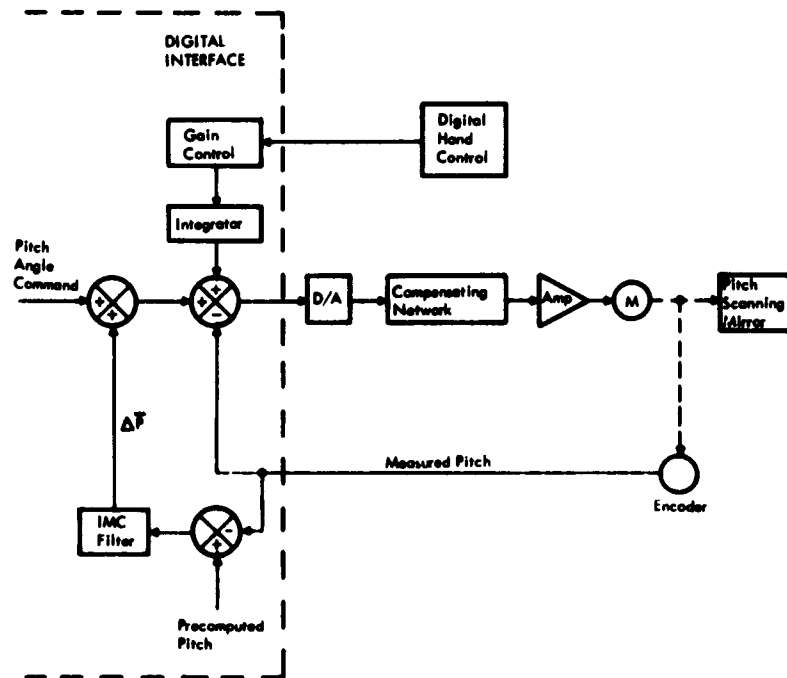 DIGITAL
INTERFACE
Gain
Control
Digital
Hand
Control
Integrator
Pitch
Angle
Command
+
+
+
+
-
D/A
Compensating
Network
Amp
M
Pitch
Scanning
Mirror
ΔP̅
Measured Pitch
Encoder
IMC
Filter
-
+
Precomputed
Pitch